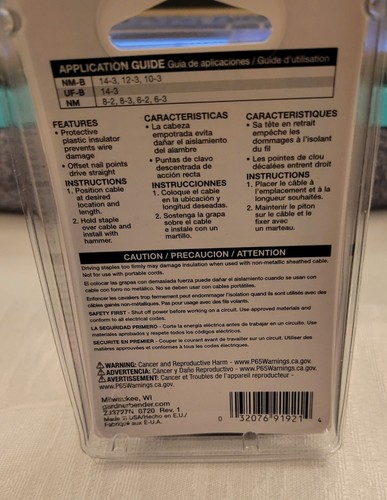 APPLICATION GUIDE Guía de aplicaciones / Guide d'utilisation
NM-B 14-3, 12-3, 10-3
UF-B 14-3
NM 8-2, 8-3, 6-2, 6-3
FEATURES
• Protective
plastic insulator
prevents wire
damage
• Offset nail points
drive straight
INSTRUCTIONS
1. Position cable
at desired
location and
length.
2. Hold staple
over cable and
install with
hammer.
CARACTERISTICAS
• La cabeza
empotrada evita
dañar el aislamiento
del alambre
• Puntas de clavo
descentrada de
acción recta
INSTRUCCIONNES
1. Coloque el cable
en la ubicación y
longitud deseadas.
2. Sostenga la grapa
sobre el cable
e instale con un
martillo.
CARACTÉRISTIQUES
• Sa tête en retrait
empêche les
dommages à l'isolant
du fil
• Les pointes de clou
décalées entrent droit
INSTRUCTIONS
1. Placer le câble à
l'emplacement et à la
longueur souhaités.
2. Maintenir le piton
sur le câble et le
fixer avec
un marteau.
CAUTION / PRECAUCION / ATTENTION
Driving staples too firmly may damage insulation when used with non-metallic sheathed cable.
Not for use with portable cords.
El colocar las grapas con demasiada fuerza puede dañar el aislamiento cuando se usan con
cable con forro no metálico. No se deben usar con cables portátiles.
Enfoncer les cavaliers trop fermement peut endommager l'isolation quand ils sont utilisés avec des
câbles gainés non-métalliques. Pas pour usage avec des fils volants.
SAFETY FIRST - Shut off power before working on a circuit. Use approved materials and
conform to all electrical codes.
LA SEGURIDAD PRIMERO - Corte la energía eléctrica antes de trabajar en un circuito. Use
materiales aprobados y respete todos los códigos eléctricos.
SECURITE EN PREMIER - Couper le courant avant de travailler sur un circuit. Utiliser des
matières approuvées et conformes à tous les codes électriques.
WARNING: Cancer and Reproductive Harm - www.P65Warnings.ca.gov.
ADVERTENCIA: Cáncer y Daño Reproductivo - www.P65Warnings.ca.gov.
AVERTISSEMENT: Cancer et Troubles de l'appareil reproducteur -
www.P65Warnings.ca.gov.
Milwaukee, WI
gardnerbender.com
0720 Rev. 1
Made in USA/Hecho en E.U./
Fabriqué aux É-U.A.
0 32076 91921 4